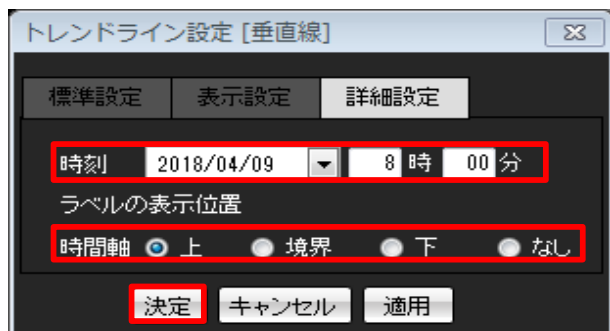 トレンドライン設定 [垂直線]
標準設定 表示設定 詳細設定
時刻 2018/04/09 8 時 00 分
ラベルの表示位置
時間軸 上 境界 下 なし
決定 キャンセル 適用